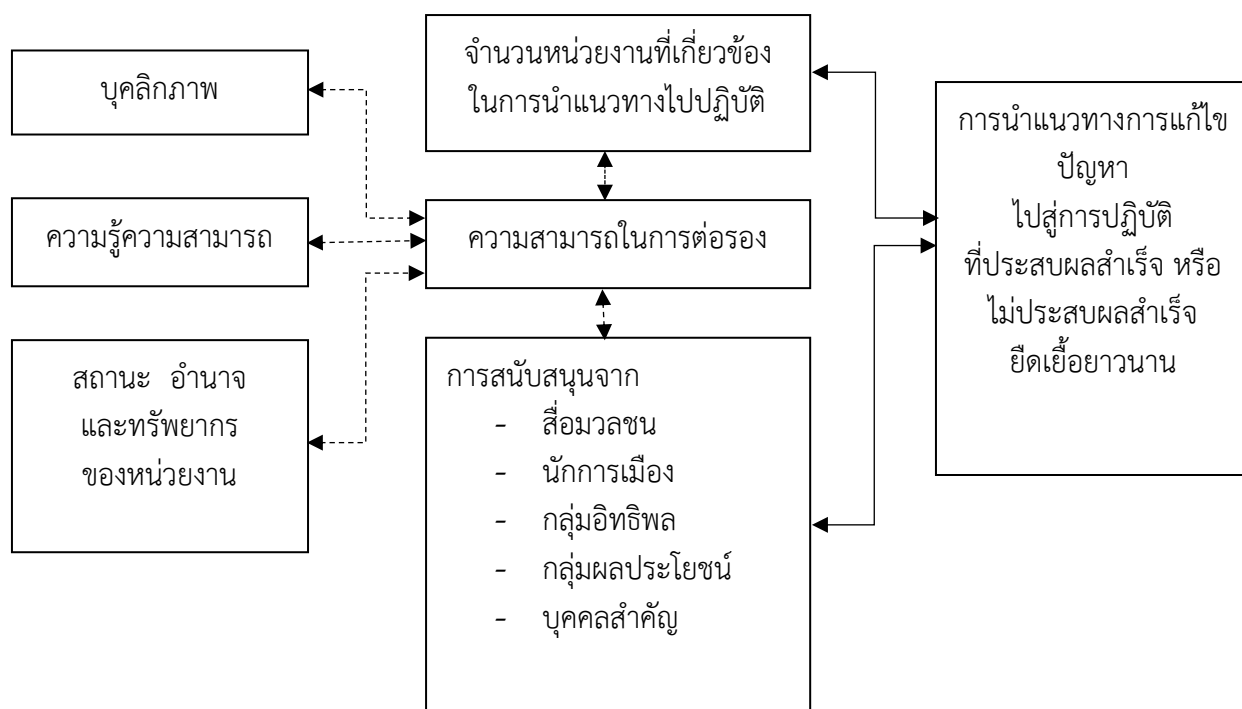 บุคลิกภาพ
ความรู้ความสามารถ
สถานะ อำนาจ
และทรัพยากร
ของหน่วยงาน
จำนวนหน่วยงานที่เกี่ยวข้อง
ในการนำแนวทางไปปฏิบัติ
ความสามารถในการต่อรอง
การสนับสนุนจาก
- สื่อมวลชน
- นักการเมือง
- กลุ่มอิทธิพล
- กลุ่มผลประโยชน์
- บุคคลสำคัญ
การนำแนวทางการแก้ไข
ปัญหา
ไปสู่การปฏิบัติ
ที่ประสบผลสำเร็จ หรือ
ไม่ประสบผลสำเร็จ
ยืดเยื้อยาวนาน